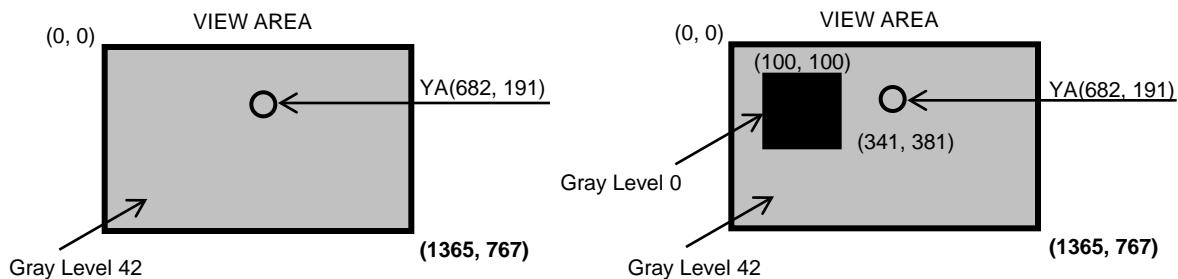 VIEW AREA
(0, 0)
YA(682, 191)
(1365, 767)
Gray Level 42
VIEW AREA
(0, 0)
(100, 100)
YA(682, 191)
(341, 381)
Gray Level 0
(1365, 767)
Gray Level 42